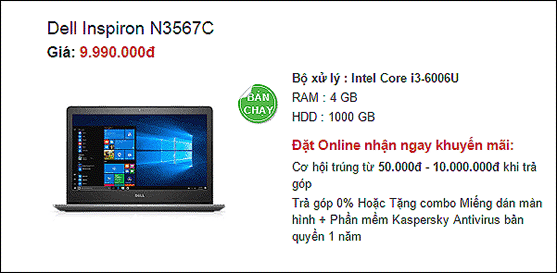 Dell Inspiron N3567C
Giá: 9.990.000đ
BÁN
CHẠY
Bộ xử lý : Intel Core i3-6006U
RAM : 4 GB
HDD : 1000 GB
Đặt Online nhận ngay khuyến mãi:
Cơ hội trúng từ 50.000đ - 10.000.000đ khi trả
góp
Trả góp 0% Hoặc Tặng combo Miếng dán màn
hình + Phần mềm Kaspersky Antivirus bản
quyền 1 năm
DELL